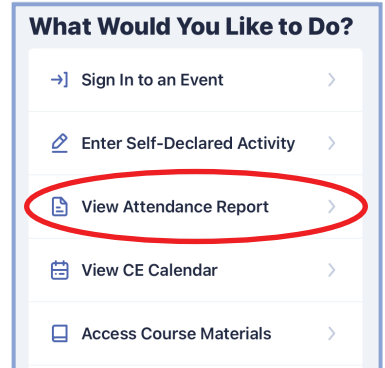 What Would You Like to Do?
Sign In to an Event
Enter Self-Declared Activity
View Attendance Report
View CE Calendar
Access Course Materials